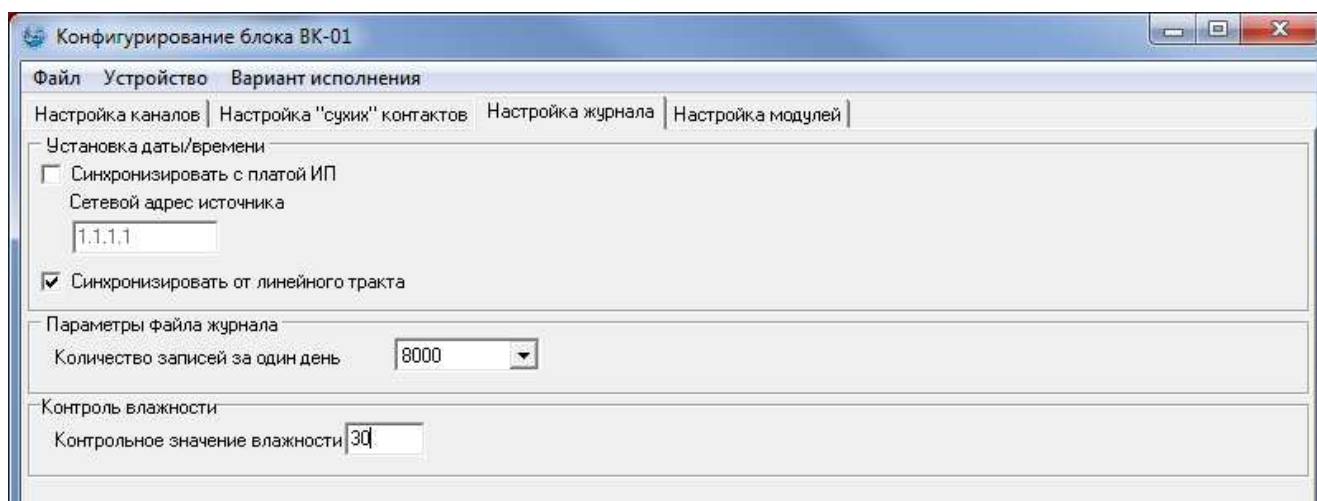 Конфигурирование блока ВК-01
Файл Устройство Вариант исполнения
Настройка каналов Настройка "сухих" контактов Настройка журнала Настройка модулей
Установка даты/времени
Синхронизировать с платой ИП
Сетевой адрес источника
1.1.1.1
Синхронизировать от линейного тракта
Параметры файла журнала
Количество записей за один день 8000
Контроль влажности
Контрольное значение влажности 30